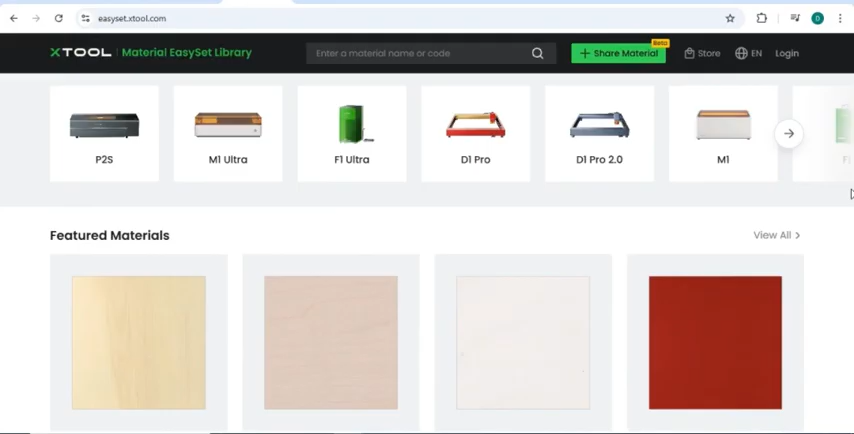 easyset.xtool.com
XTOOL | Material EasySet Library
Enter a material name or code
+ Share Material
Beta
Store
EN
Login
P2S
M1 Ultra
F1 Ultra
D1 Pro
D1 Pro 2.0
M1
Featured Materials
View All